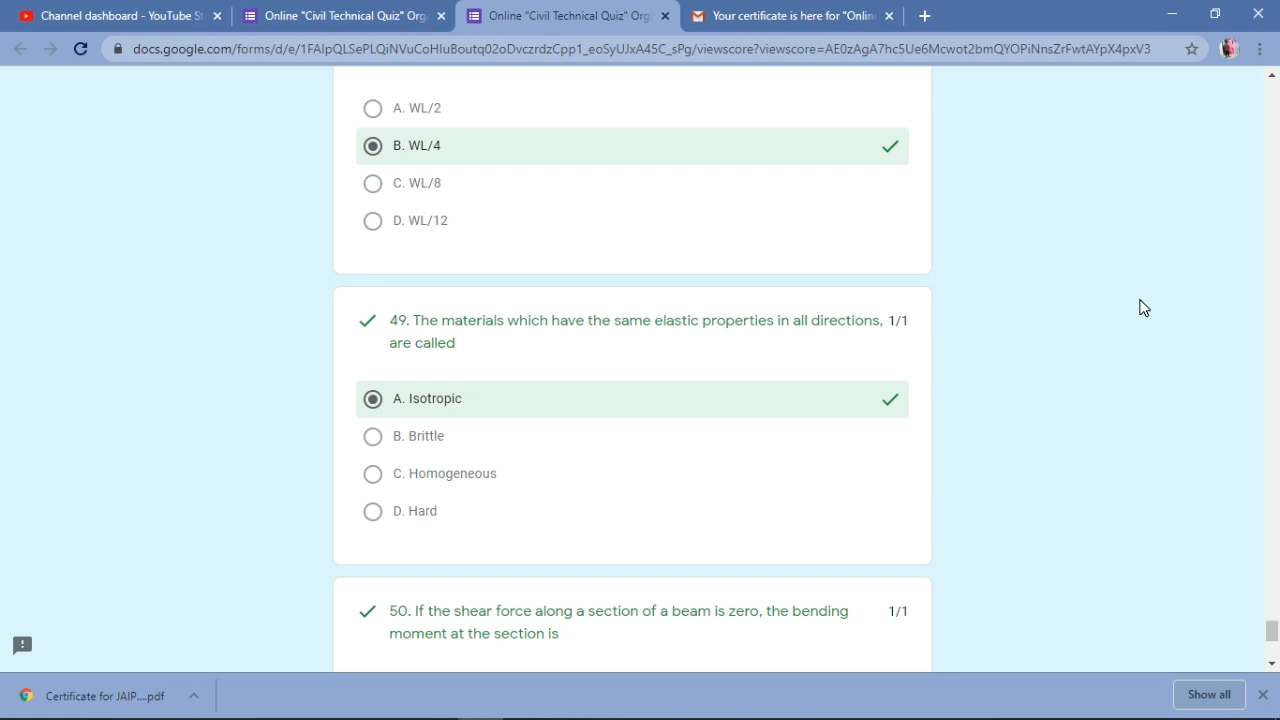 Channel dashboard - YouTube St
Online "Civil Technical Quiz" Orga
Online "Civil Technical Quiz" Orga
Your certificate is here for "Online
docs.google.com/forms/d/e/1FAIpQLSePLQiNVuCoHluBoutq02oDvczrdzCpp1_eoSyUJxA45C_sPg/viewscore?viewscore=AE0zAgA7hc5Ue6Mcwot2bmQYOPiNnsZrFwtAYpX4pxV3
A. WL/2
B. WL/4
C. WL/8
D. WL/12
49. The materials which have the same elastic properties in all directions, 1/1
are called
A. Isotropic
B. Brittle
C. Homogeneous
D. Hard
50. If the shear force along a section of a beam is zero, the bending 1/1
moment at the section is
Certificate for JAIP....pdf
Show all